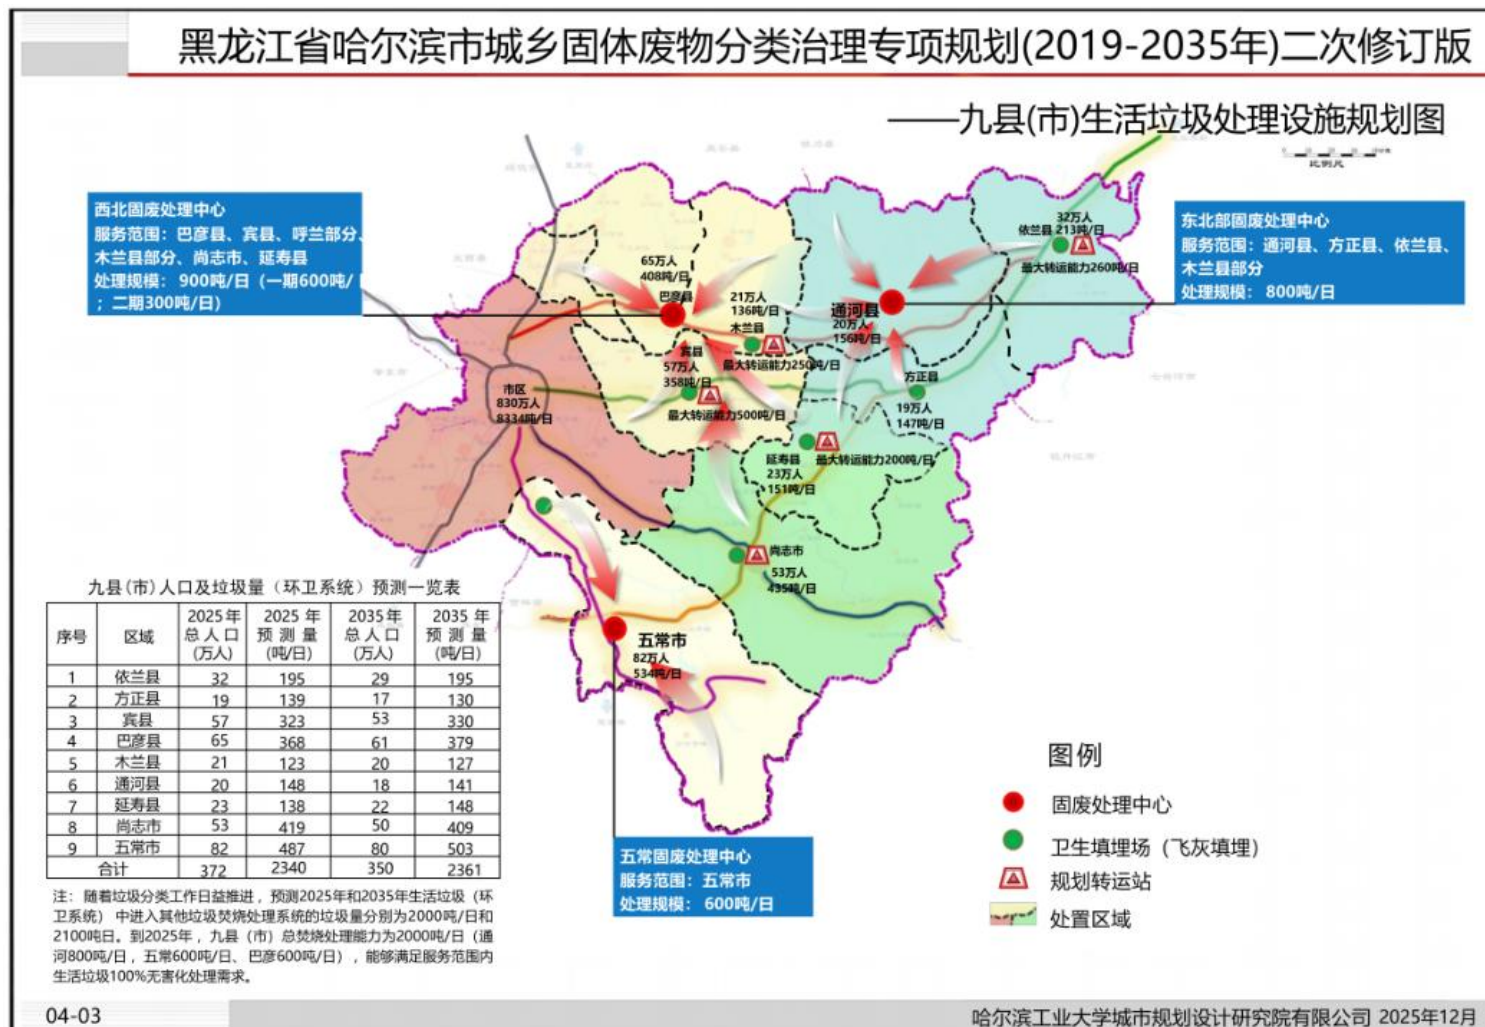 黑龙江省哈尔滨市城乡固体废物分类治理专项规划(2019-2035年)二次修订版
——九县(市)生活垃圾处理设施规划图
比例尺
西北固废处理中心
服务范围：巴彦县、宾县、呼兰部分、
木兰县部分、尚志市、延寿县
处理规模： 900吨/日（一期600吨/
；二期300吨/日）
东北部固废处理中心
服务范围：通河县、方正县、依兰县、
木兰县部分
处理规模： 800吨/日
32万人
依兰县 213吨/日
最大转运能力260吨/日
65万人
408吨/日
巴彦县
21万人
136吨/日
木兰县
最大转运能力250吨/日
通河县
20万人
156吨/日
宾县
57万人
358吨/日
最大转运能力500吨/日
方正县
19万人
147吨/日
市区
830万人
8334吨/日
延寿县
最大转运能力200吨/日
23万人
151吨/日
尚志市
53万人
435吨/日
五常市
82万人
534吨/日
九县(市)人口及垃圾量（环卫系统）预测一览表
序号 区域 2025年总人口(万人) 2025年预测量(吨/日) 2035年总人口(万人) 2035年预测量(吨/日)
1 依兰县 32 195 29 195
2 方正县 19 139 17 130
3 宾县 57 323 53 330
4 巴彦县 65 368 61 379
5 木兰县 21 123 20 127
6 通河县 20 148 18 141
7 延寿县 23 138 22 148
8 尚志市 53 419 50 409
9 五常市 82 487 80 503
合计 372 2340 350 2361
注：随着垃圾分类工作日益推进，预测2025年和2035年生活垃圾（环
卫系统）中进入其他垃圾焚烧处理系统的垃圾量分别为2000吨/日和
2100吨日。到2025年，九县（市）总焚烧处理能力为2000吨/日（通
河800吨/日，五常600吨/日、巴彦600吨/日），能够满足服务范围内
生活垃圾100%无害化处理需求。
五常固废处理中心
服务范围：五常市
处理规模： 600吨/日
图例
固废处理中心
卫生填埋场（飞灰填埋）
规划转运站
处置区域
04-03
哈尔滨工业大学城市规划设计研究院有限公司 2025年12月